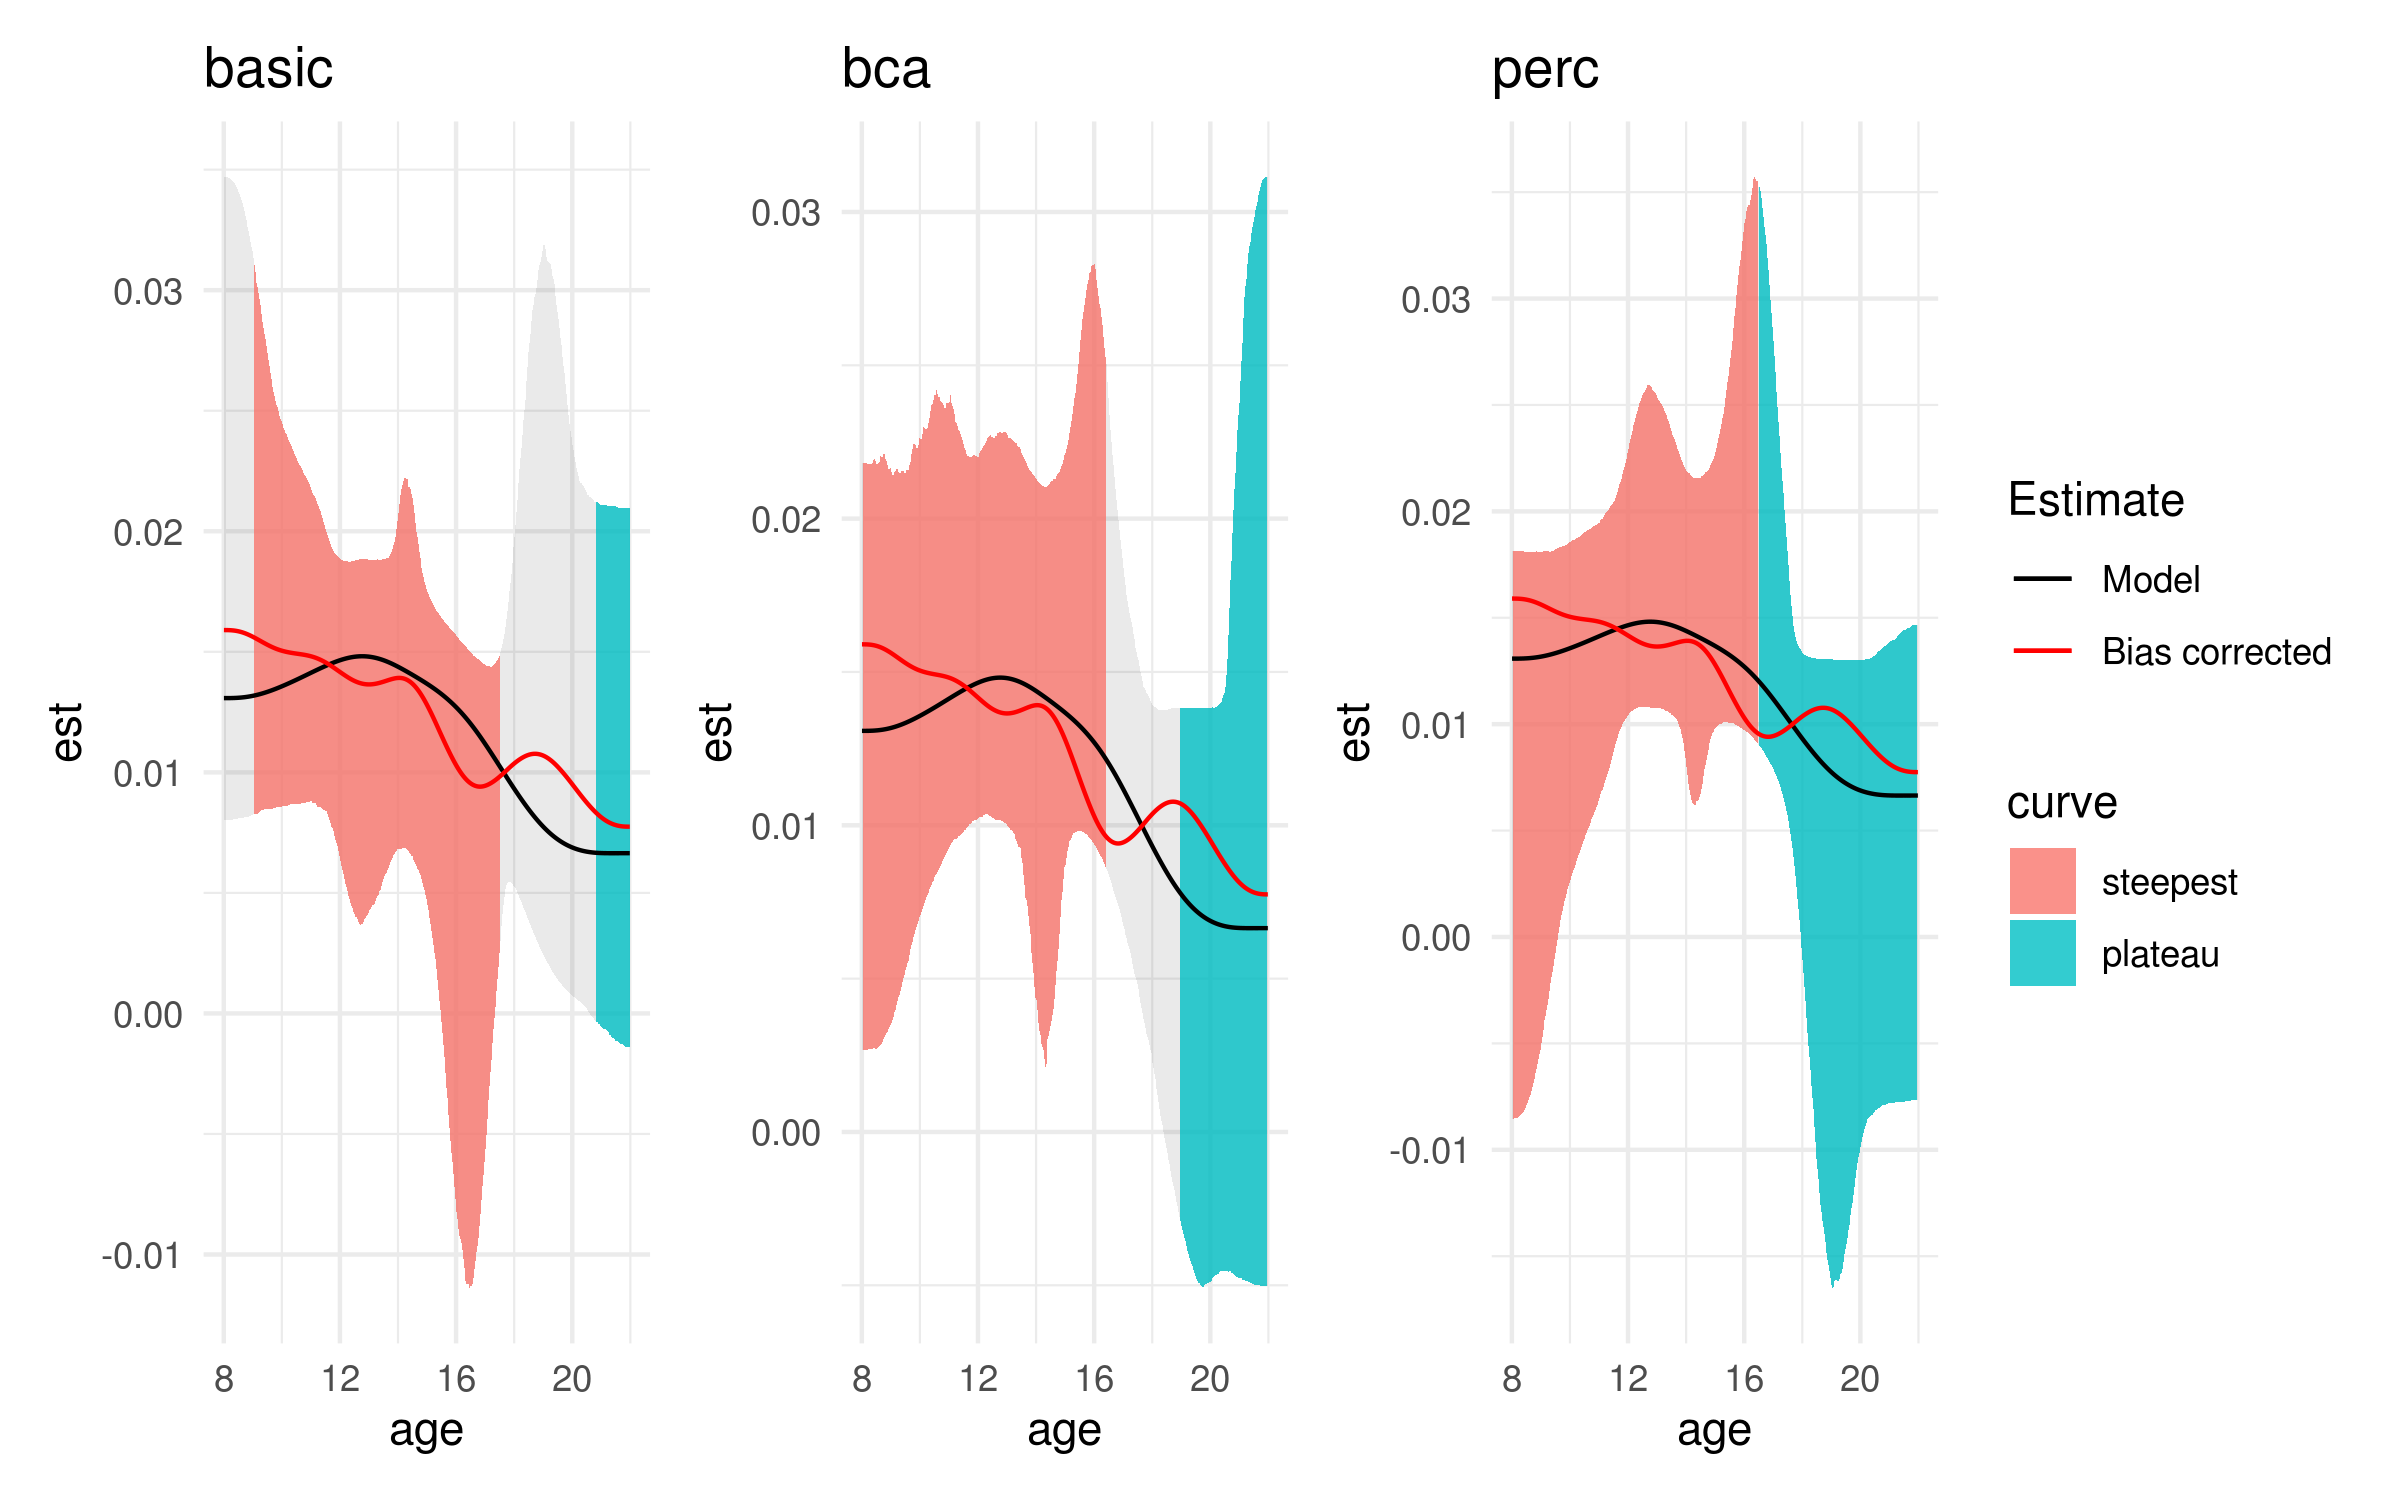 basic
est
0.03
0.02
0.01
0.00
-0.01
8 12 16 20
age
bca
est
0.03
0.02
0.01
0.00
8 12 16 20
age
perc
est
0.03
0.02
0.01
0.00
-0.01
8 12 16 20
age
Estimate
Model
Bias corrected
curve
steepest
plateau